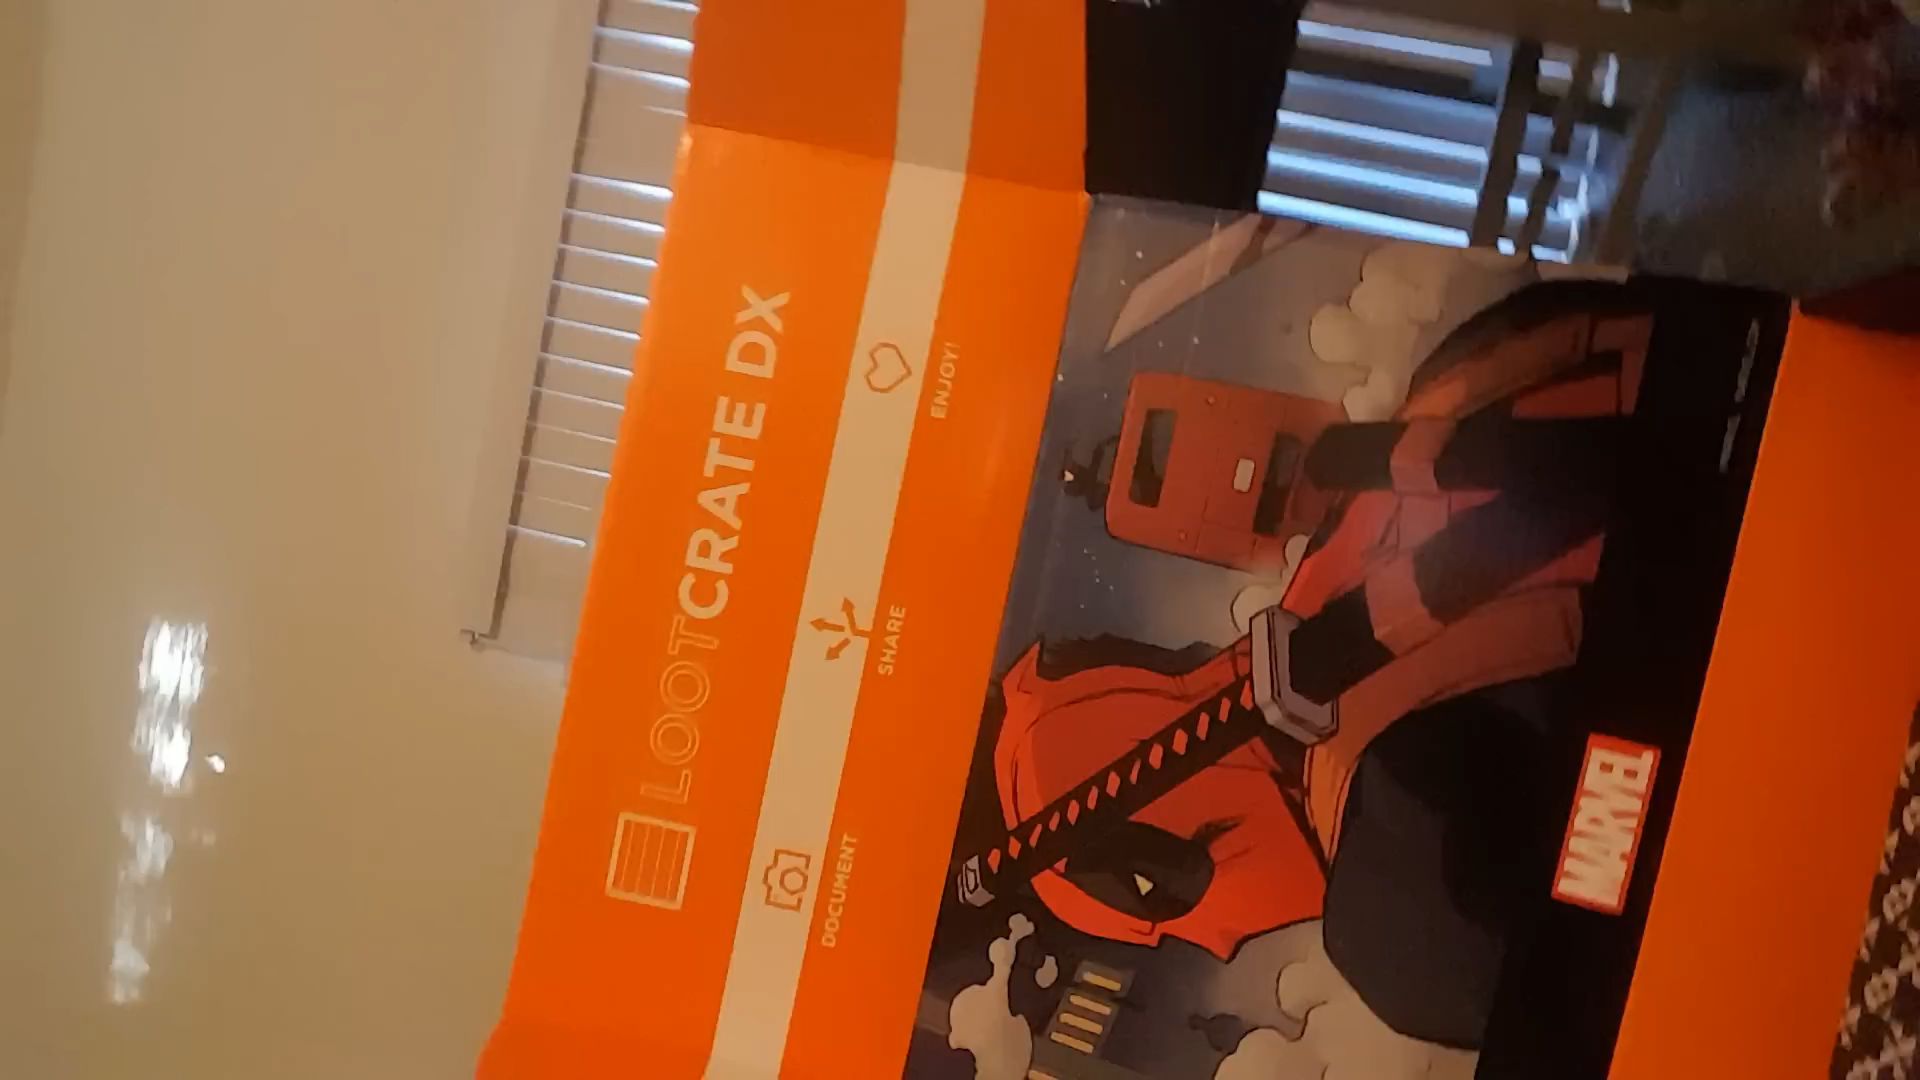 LOOTCRATE DX
DOCUMENT
SHARE
ENJOY!
MARVEL